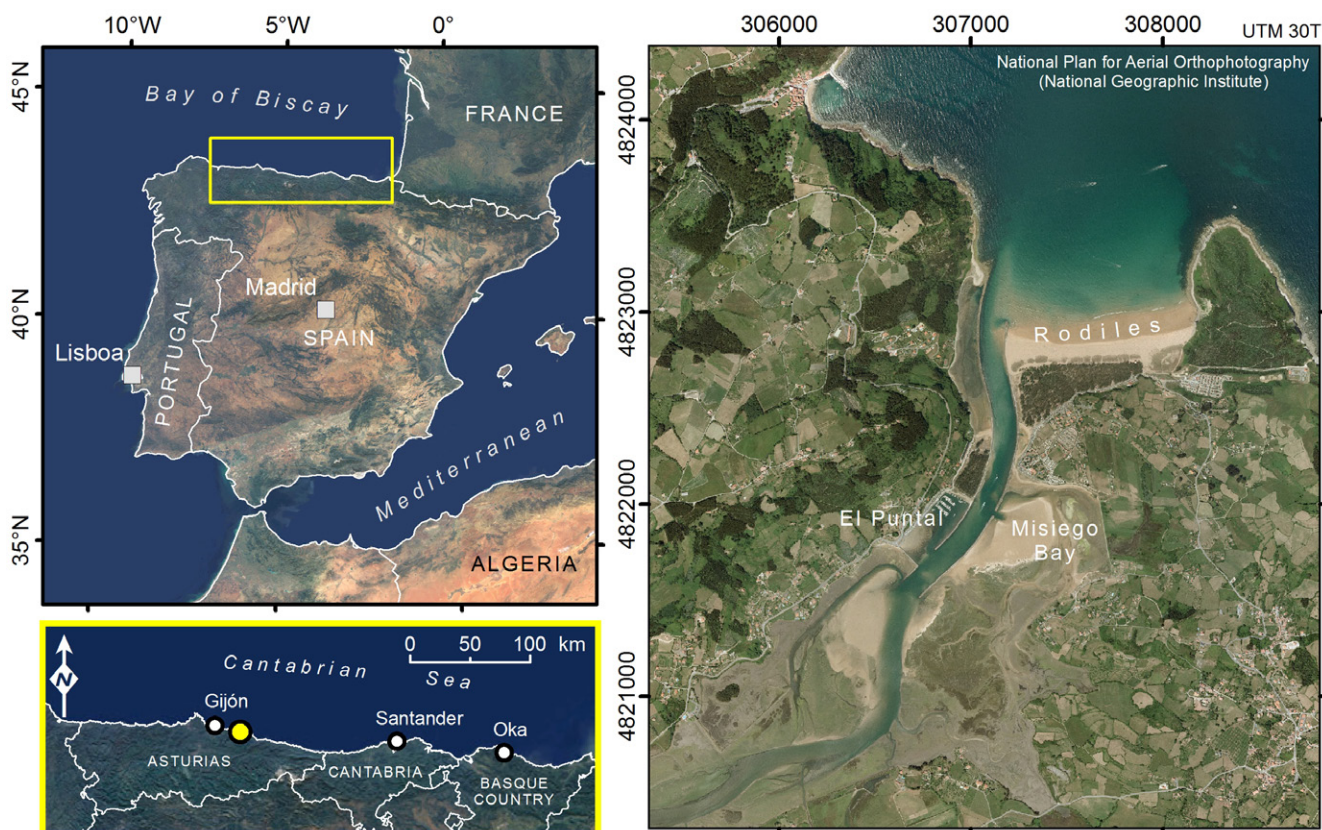 10°W 5°W 0°
45°N
40°N
35°N
Bay of Biscay
FRANCE
Madrid
SPAIN
Lisboa
PORTUGAL
Mediterranean
ALGERIA
0 50 100 km
N
Cantabrian
Sea
Gijón
Santander
Oka
ASTURIAS
CANTABRIA
BASQUE
COUNTRY
306000 307000 308000
UTM 30T
National Plan for Aerial Orthophotography
(National Geographic Institute)
4824000
4823000
4822000
4821000
Rodiles
El Puntal
Misiego
Bay